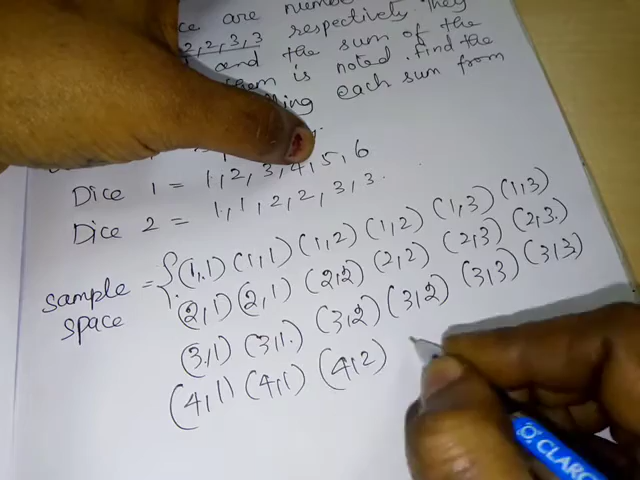 ce are num
2,2,3,3 respectively. They
and the sum of the
them is noted. Find the
each sum from
Dice 1 = 1,2,3,4,5,6
Dice 2 = 1,1,2,2,3,3.
Sample space = {(1,1) (1,1) (1,2) (1,2) (1,3) (1,3)
(2,1) (2,1) (2,2) (2,2) (2,3) (2,3)
(3,1) (3,1) (3,2) (3,2) (3,3) (3,3)
(4,1) (4,1) (4,2)
CLARO